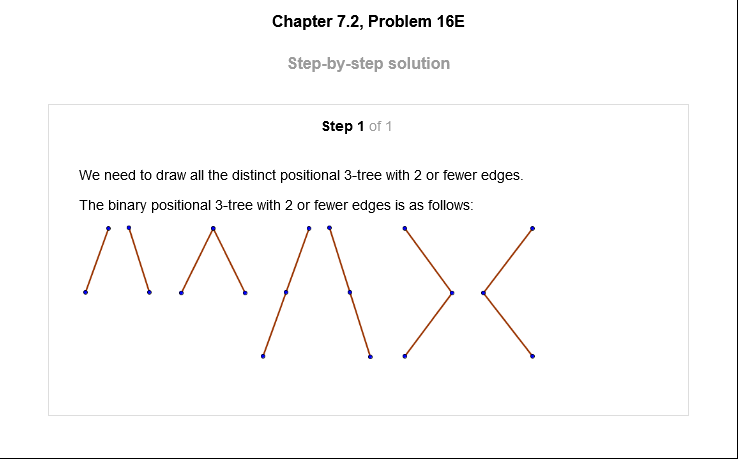 Chapter 7.2, Problem 16E
Step-by-step solution
Step 1 of 1
We need to draw all the distinct positional 3-tree with 2 or fewer edges.
The binary positional 3-tree with 2 or fewer edges is as follows: